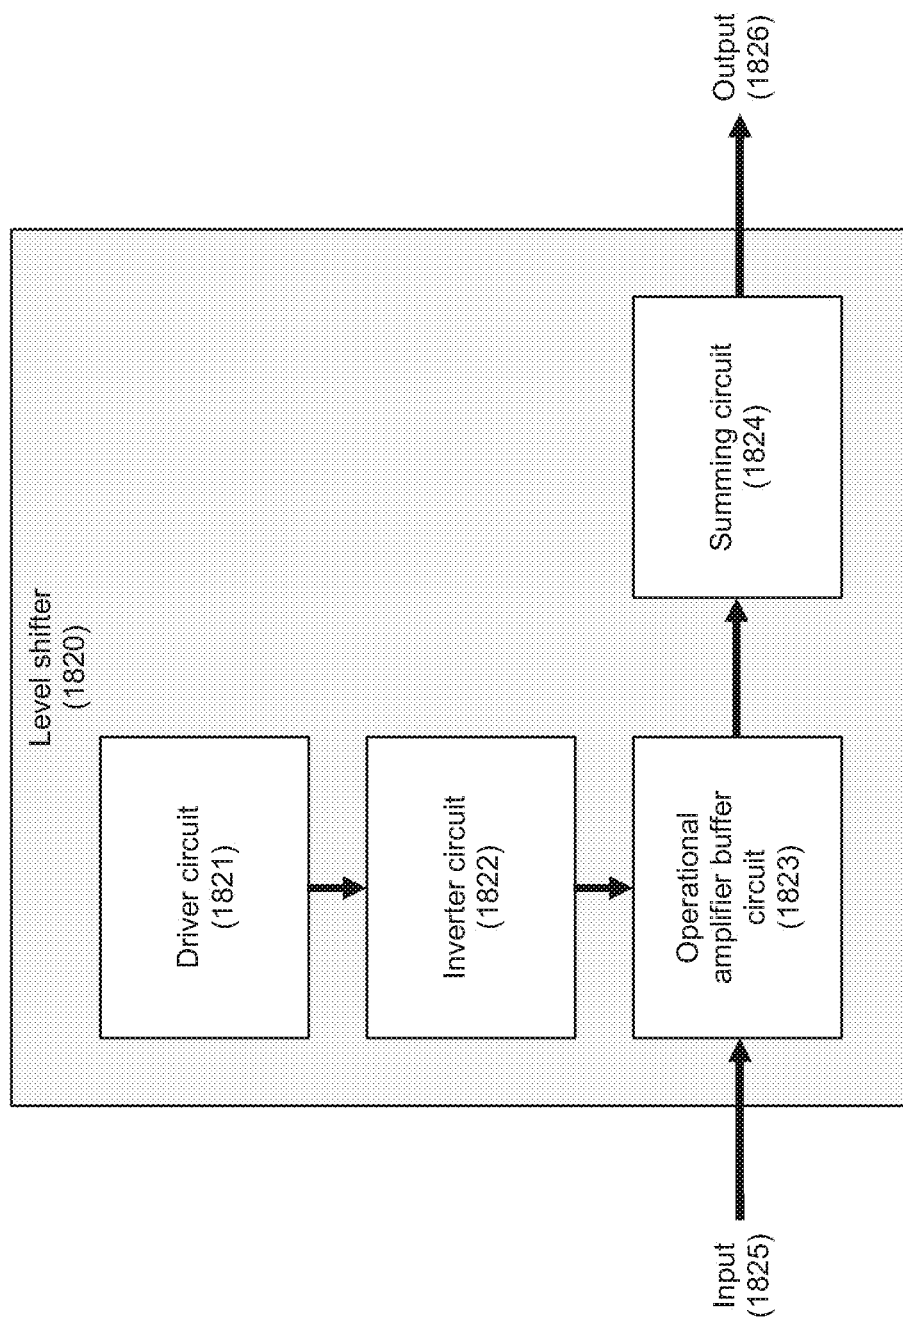 Level shifter
(1820)
Driver circuit
(1821)
Inverter circuit
(1822)
Operational
amplifier buffer
circuit
(1823)
Summing circuit
(1824)
Input
(1825)
Output
(1826)